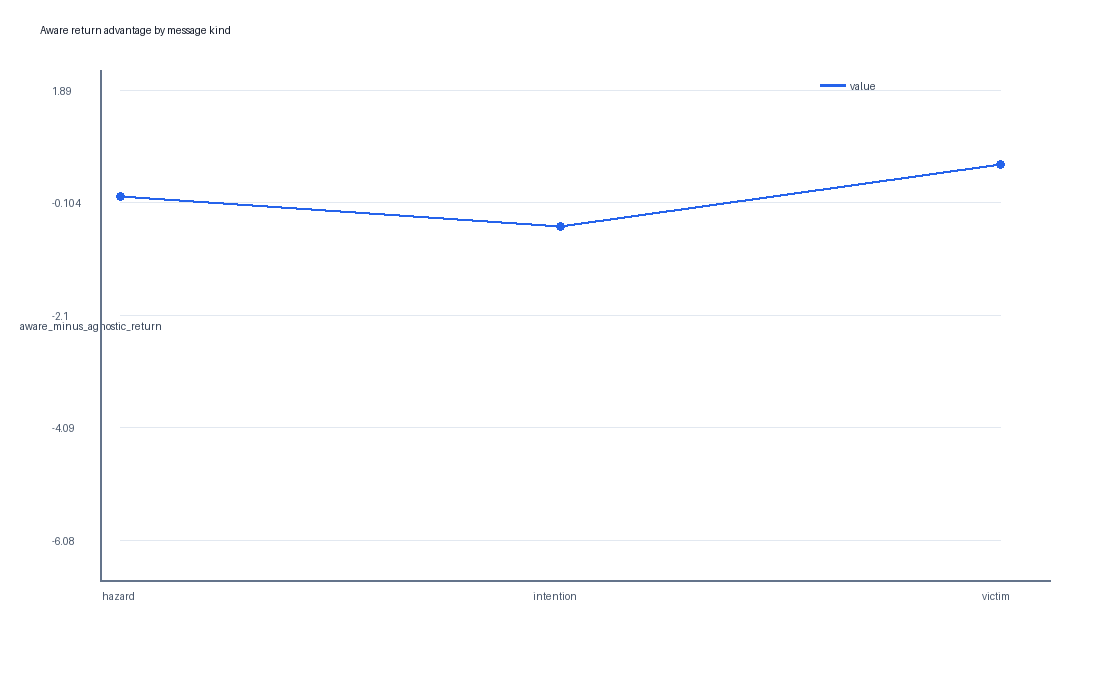 Aware return advantage by message kind
value
1.89
-0.104
-2.1
aware_minus_agnostic_return
-4.09
-6.08
hazard
intention
victim